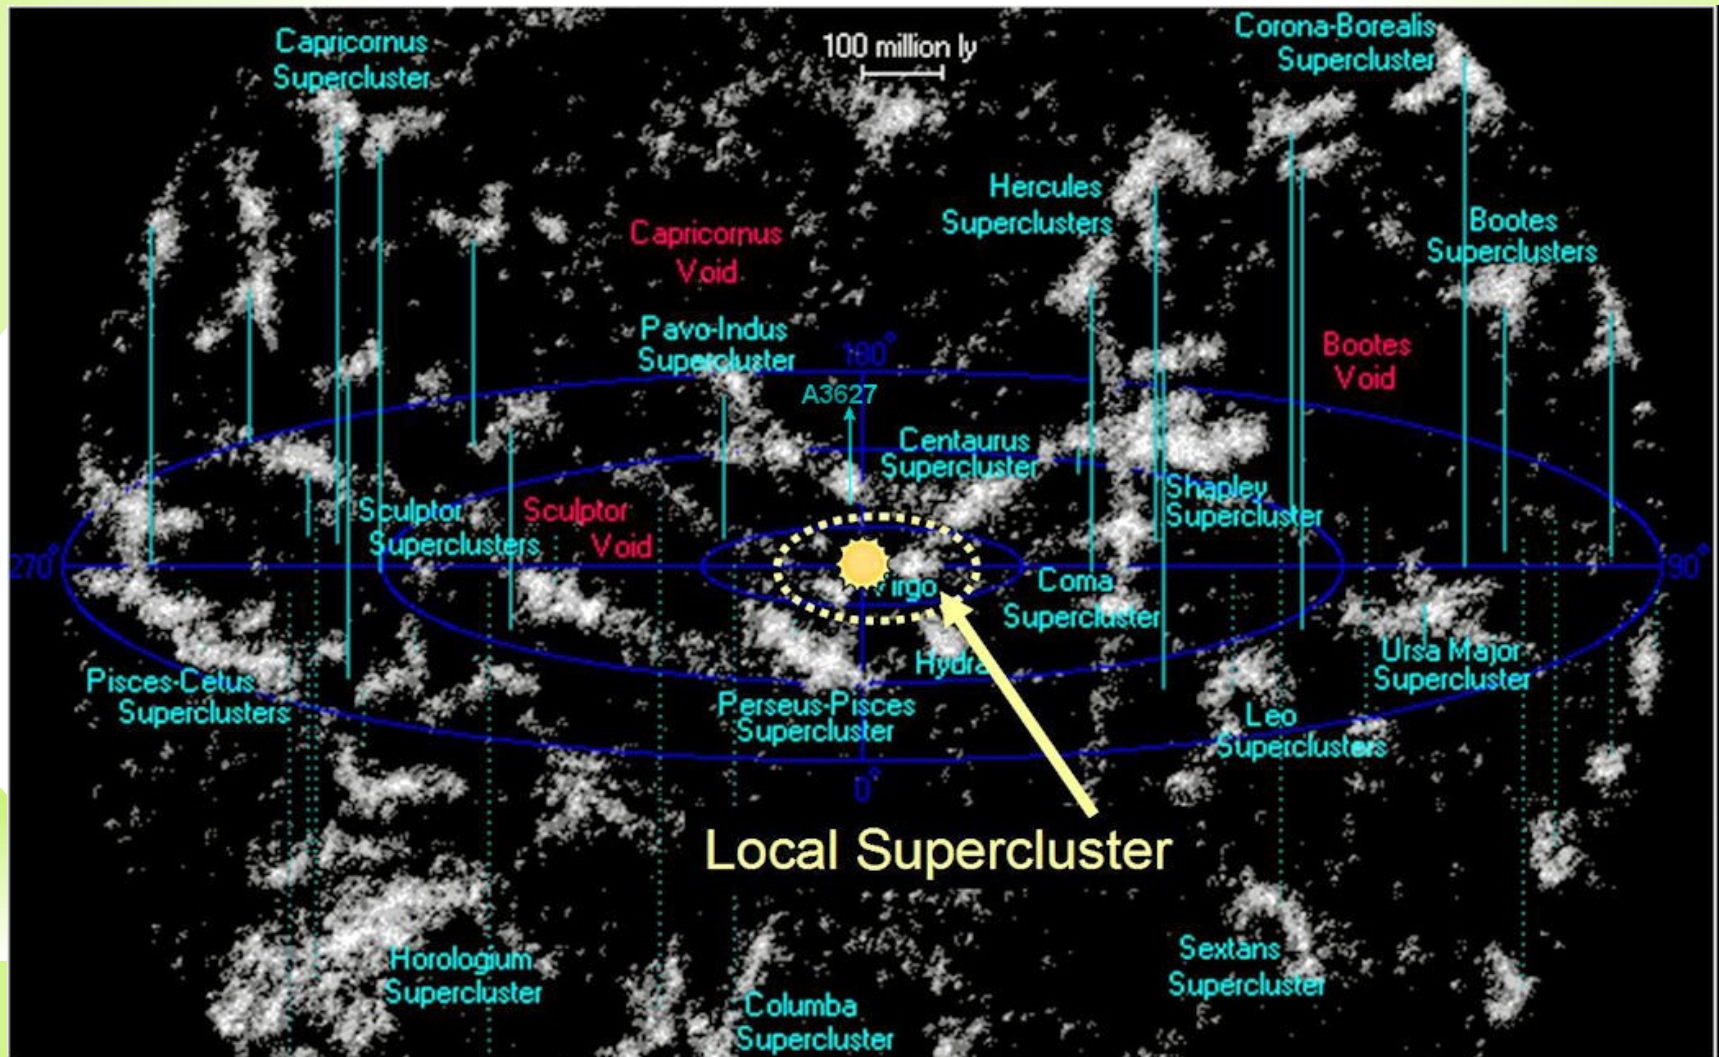 Capricornus
Supercluster
100 million ly
Corona-Borealis
Supercluster
Hercules
Superclusters
Bootes
Superclusters
Capricornus
Void
Pavo-Indus
Supercluster
180°
Bootes
Void
A3627
Centaurus
Supercluster
Shapley
Supercluster
Sculptor
Superclusters
Sculptor
Void
270°
90°
Virgo
Coma
Supercluster
Hydra
Ursa Major
Supercluster
Pisces-Cetus
Superclusters
Perseus-Pisces
Supercluster
Leo
Superclusters
0°
Local Supercluster
Horologium
Supercluster
Sextans
Supercluster
Columba
Supercluster